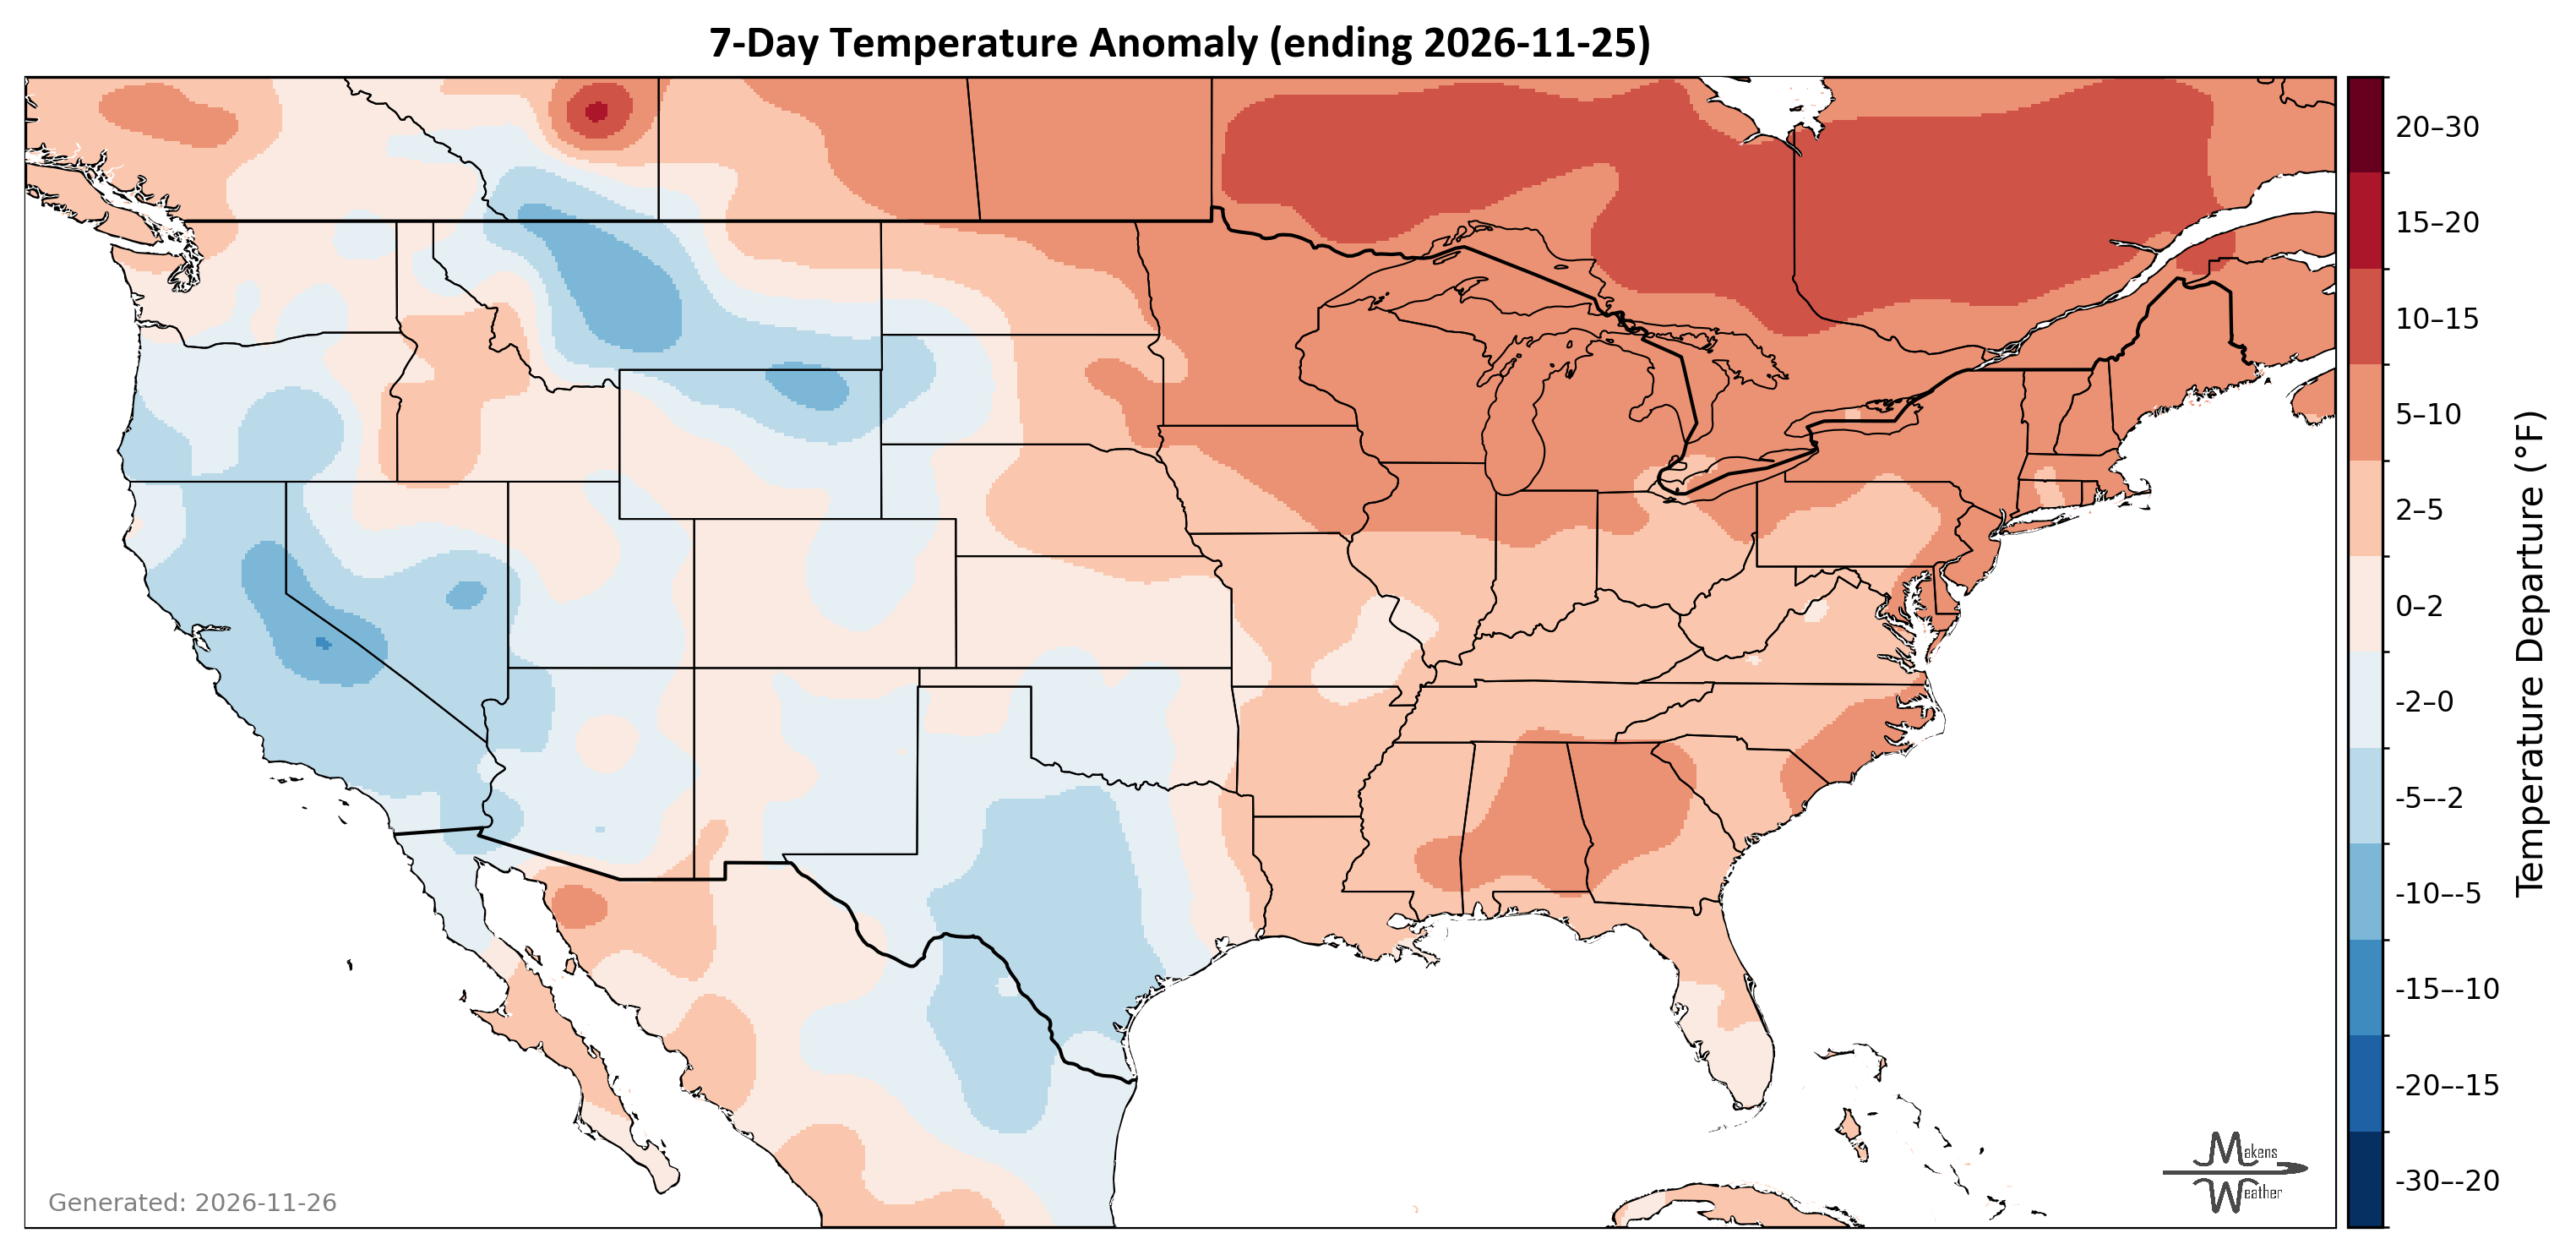 7-Day Temperature Anomaly (ending 2026-11-25)
20–30
15–20
10–15
5–10
2–5
0–2
-2–0
-5–-2
-10–-5
-15–-10
-20–-15
-30–-20
Temperature Departure (°F)
Generated: 2026-11-26
Makens
Weather